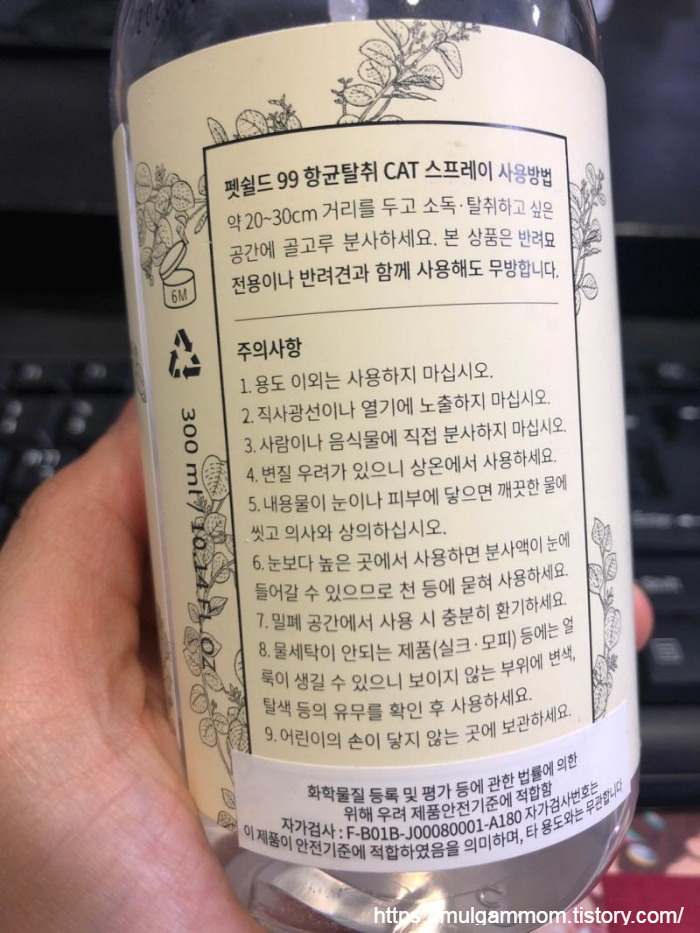 펫쉴드 99 항균탈취 CAT 스프레이 사용방법
약 20~30cm 거리를 두고 소독·탈취하고 싶은
공간에 골고루 분사하세요. 본 상품은 반려묘
전용이나 반려견과 함께 사용해도 무방합니다.
6M
300 ml / 10.14 FL OZ
주의사항
1. 용도 이외는 사용하지 마십시오.
2. 직사광선이나 열기에 노출하지 마십시오.
3. 사람이나 음식물에 직접 분사하지 마십시오.
4. 변질 우려가 있으니 상온에서 사용하세요.
5. 내용물이 눈이나 피부에 닿으면 깨끗한 물에
씻고 의사와 상의하십시오.
6. 눈보다 높은 곳에서 사용하면 분사액이 눈에
들어갈 수 있으므로 천 등에 묻혀 사용하세요.
7. 밀폐 공간에서 사용 시 충분히 환기하세요.
8. 물세탁이 안되는 제품(실크·모피) 등에는 얼
룩이 생길 수 있으니 보이지 않는 부위에 변색,
탈색 등의 유무를 확인 후 사용하세요.
9. 어린이의 손이 닿지 않는 곳에 보관하세요.
화학물질 등록 및 평가 등에 관한 법률에 의한
위해 우려 제품안전기준에 적합함
자가검사 : F-B01B-J00080001-A180 자가검사번호는
이 제품이 안전기준에 적합하였음을 의미하며, 타 용도와는 무관합니다
https://mulgammom.tistory.com/